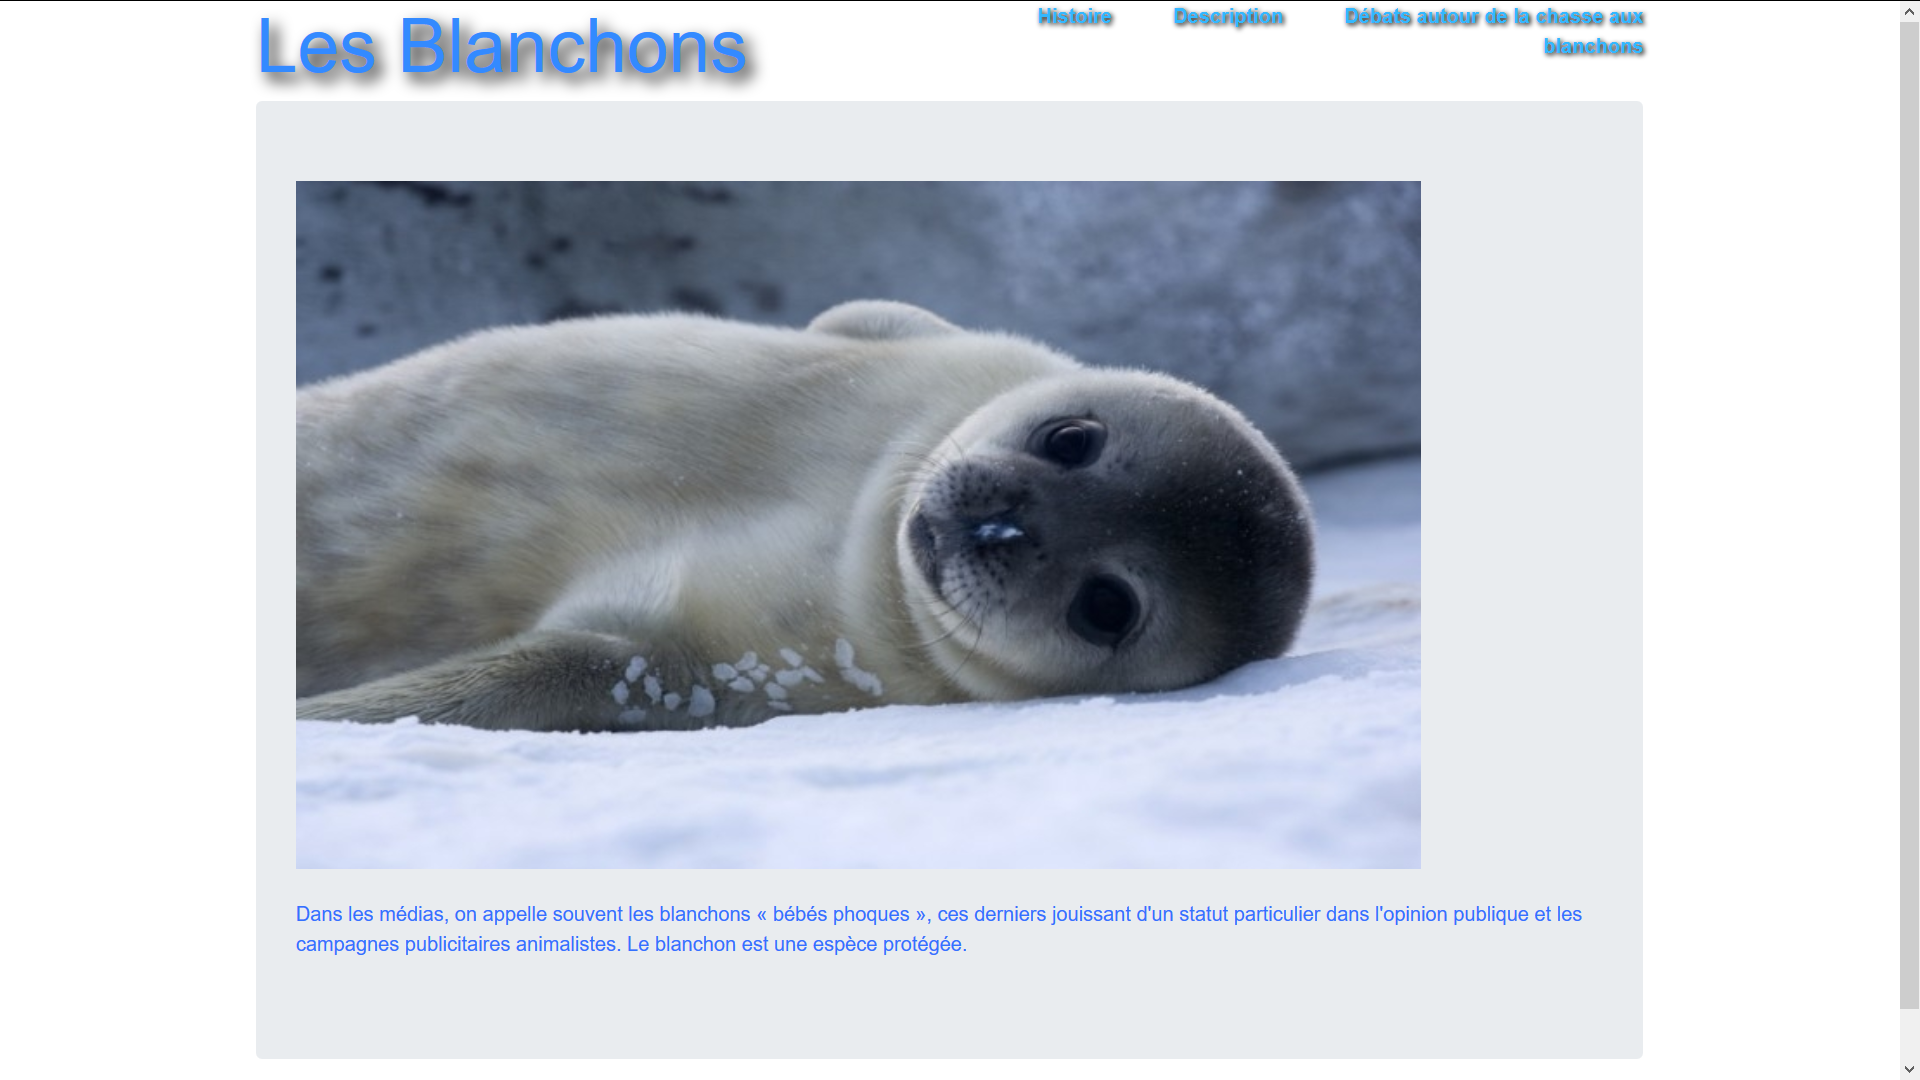 Les Blanchons
Histoire
Description
Débats autour de la chasse aux
blanchons
Dans les médias, on appelle souvent les blanchons « bébés phoques », ces derniers jouissant d'un statut particulier dans l'opinion publique et les
campagnes publicitaires animalistes. Le blanchon est une espèce protégée.